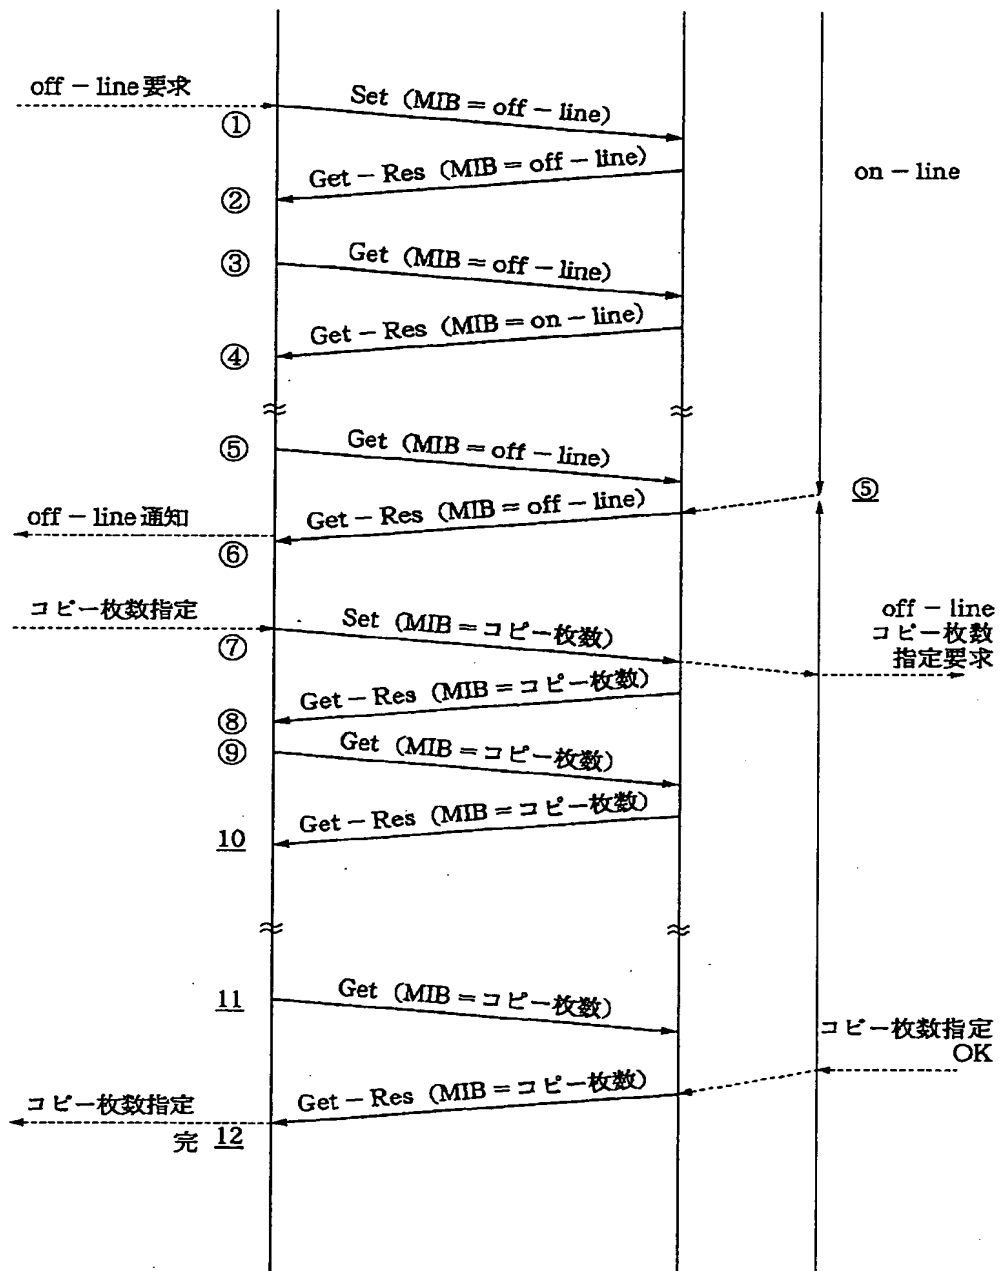 off-line要求
Set (MIB=off-line)
①
Get-Res (MIB=off-line)
on-line
②
③
Get (MIB=off-line)
Get-Res (MIB=on-line)
④
⑤
Get (MIB=off-line)
⑤
Get-Res (MIB=off-line)
off-line通知
⑥
コピー枚数指定
Set (MIB=コピー枚数)
off-line
コピー枚数
指定要求
⑦
Get-Res (MIB=コピー枚数)
⑧
⑨
Get (MIB=コピー枚数)
Get-Res (MIB=コピー枚数)
10
11
Get (MIB=コピー枚数)
コピー枚数指定
OK
Get-Res (MIB=コピー枚数)
コピー枚数指定
完 12